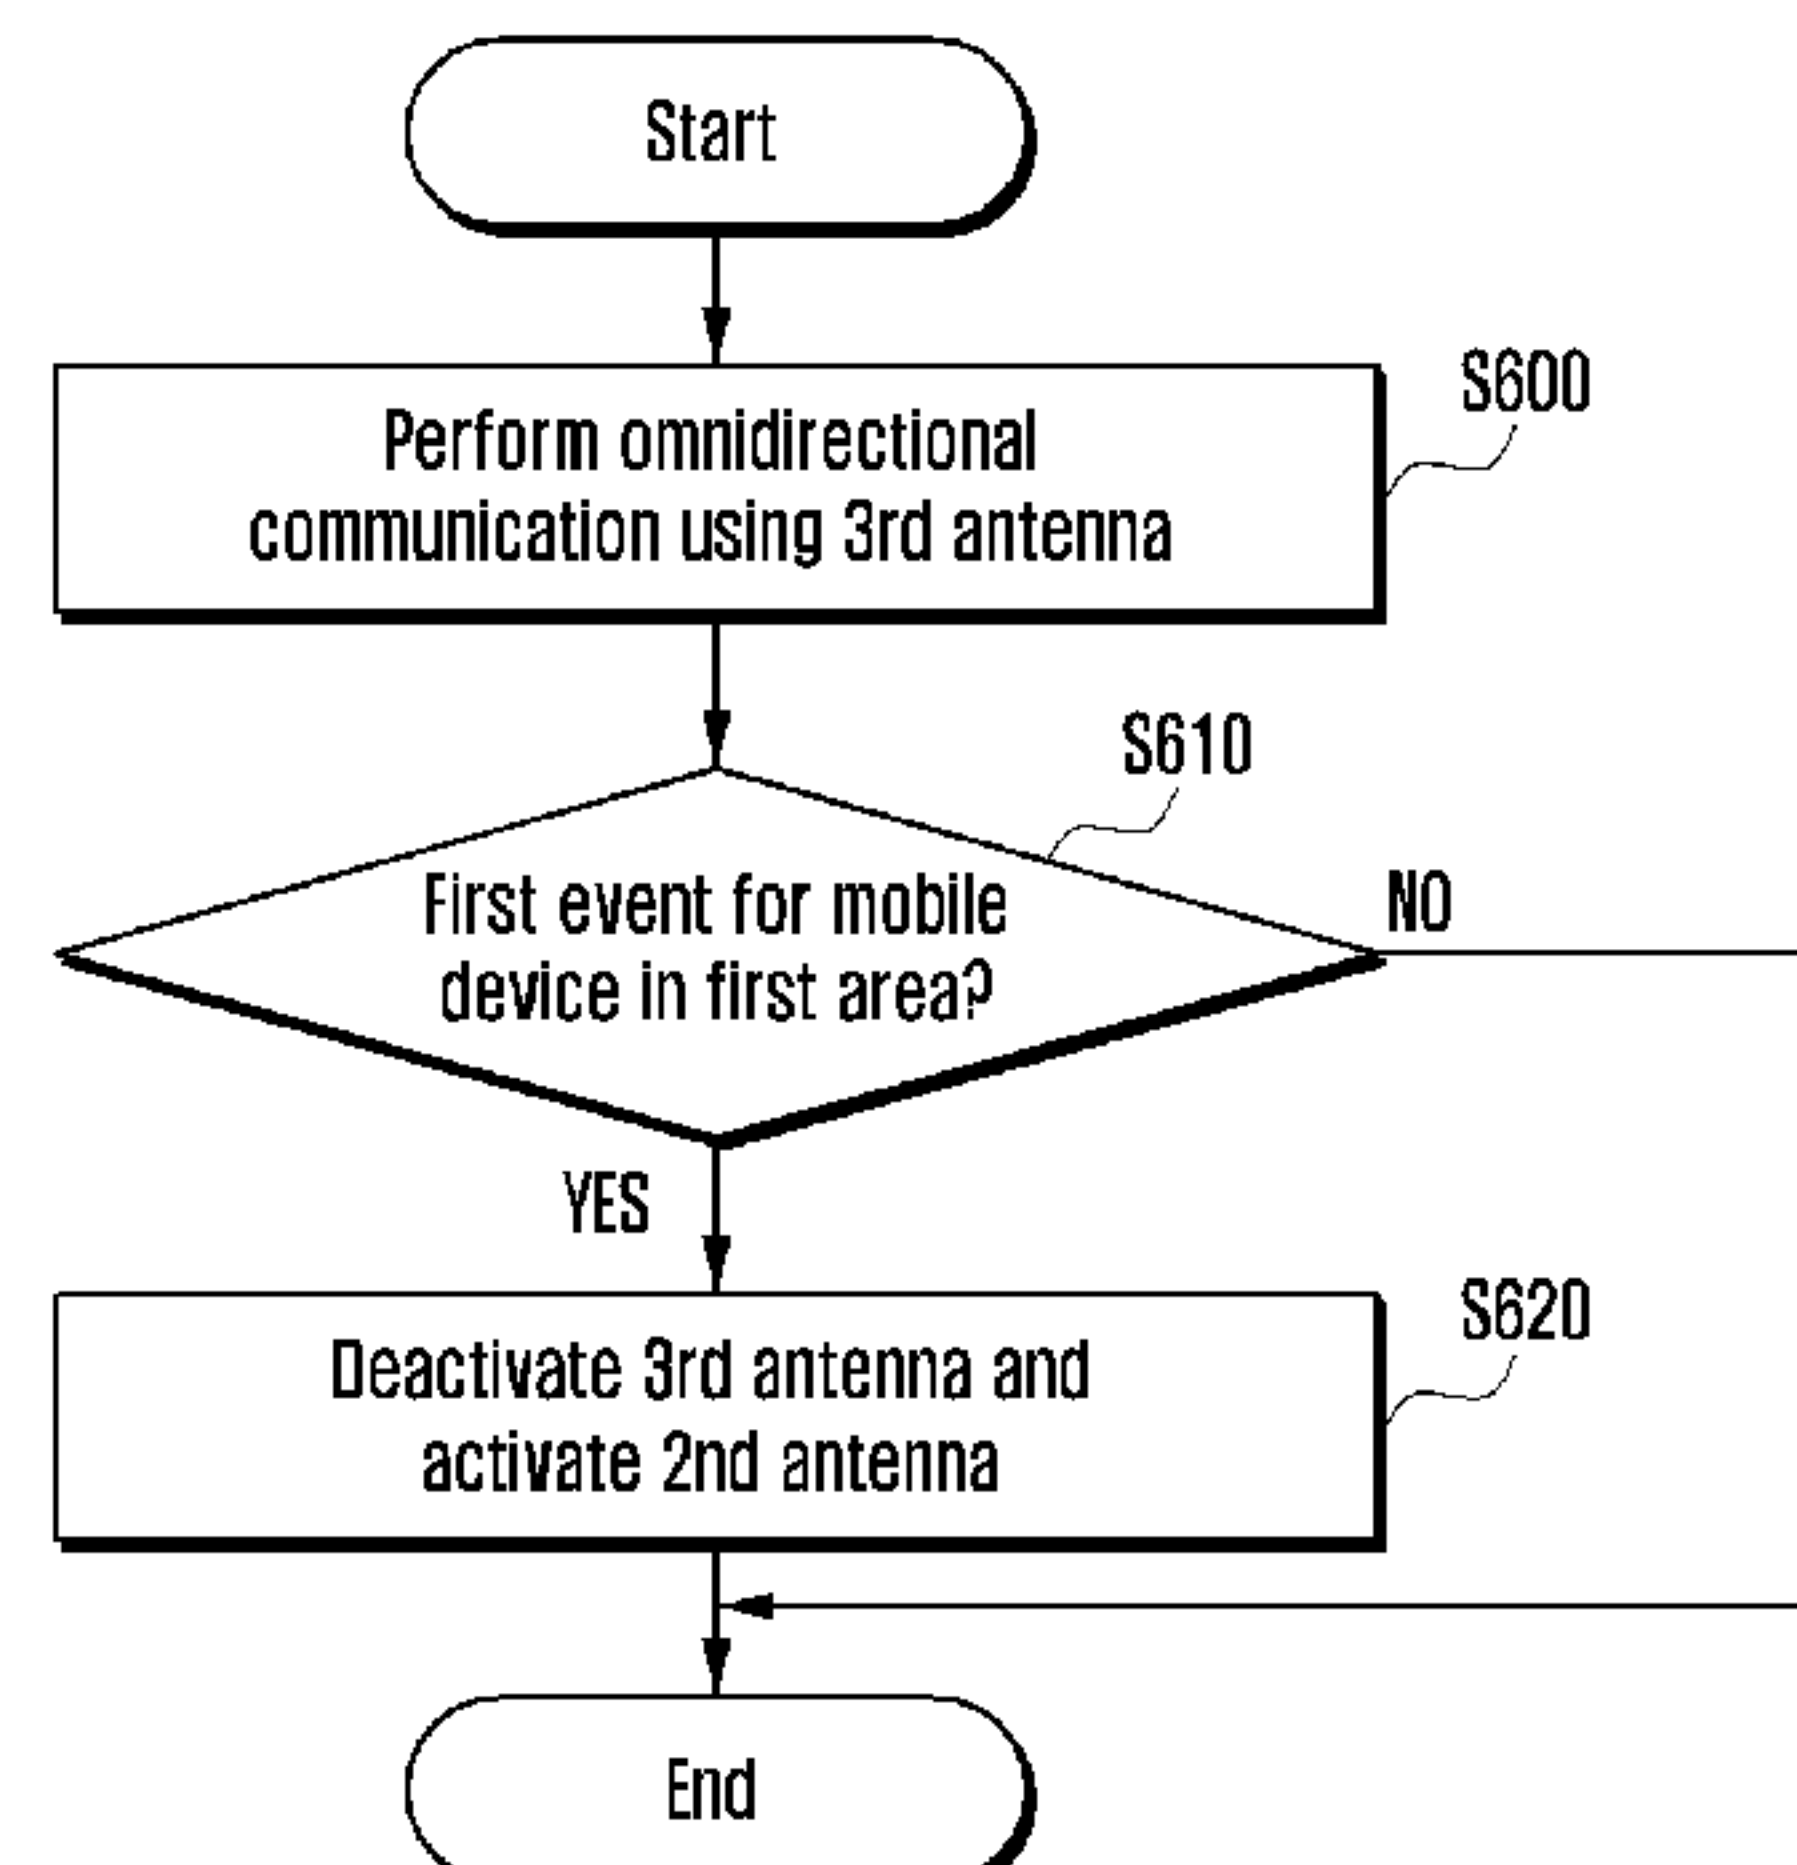 Start
S600
Perform omnidirectional
communication using 3rd antenna
S610
First event for mobile
device in first area?
NO
YES
S620
Deactivate 3rd antenna and
activate 2nd antenna
End